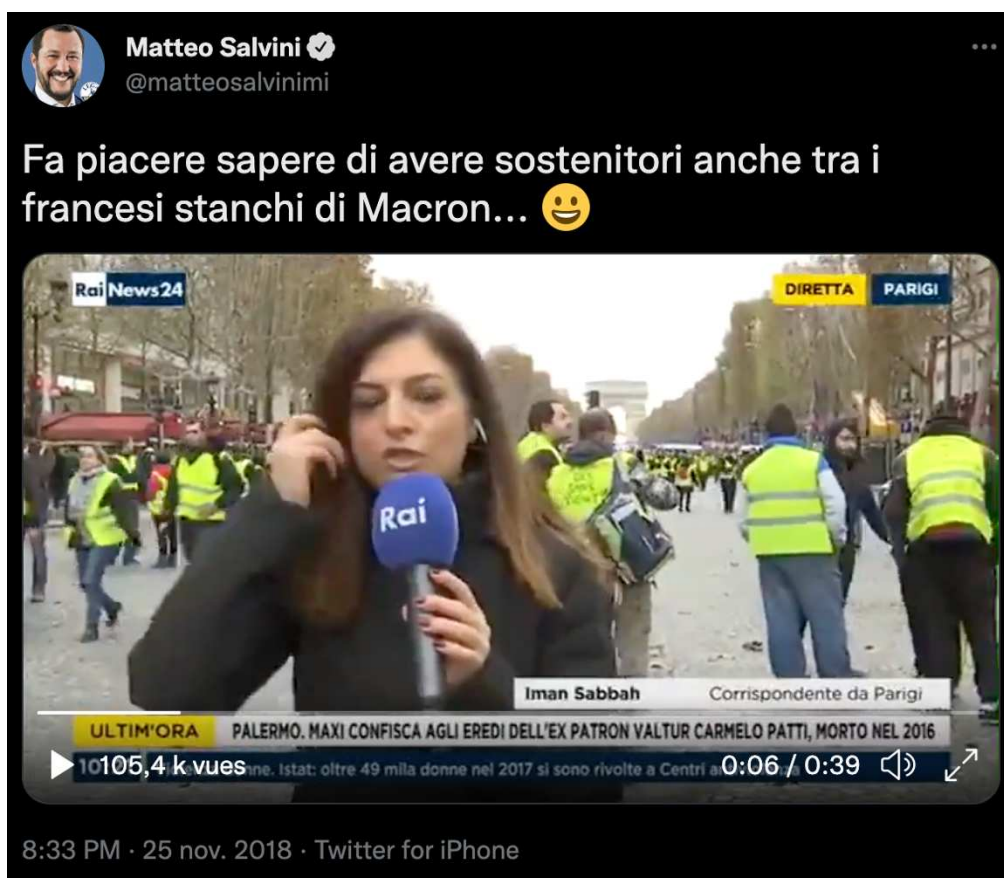 Matteo Salvini
@matteosalvinimi
Fa piacere sapere di avere sostenitori anche tra i
francesi stanchi di Macron... 😀
Rai News24
DIRETTA PARIGI
Rai
Iman Sabbah Corrispondente da Parigi
ULTIM'ORA PALERMO. MAXI CONFISCA AGLI EREDI DELL'EX PATRON VALTUR CARMELO PATTI, MORTO NEL 2016
105,4 k vues 0:06 / 0:39
nne. Istat: oltre 49 mila donne nel 2017 si sono rivolte a Centri
8:33 PM · 25 nov. 2018 · Twitter for iPhone